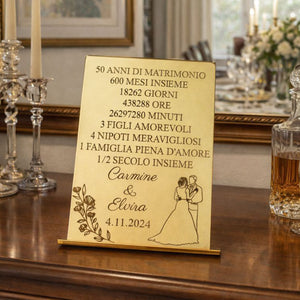 50 ANNI DI MATRIMONIO
600 MESI INSIEME
18262 GIORNI
438288 ORE
26297280 MINUTI
3 FIGLI AMOREVOLI
4 NIPOTI MERAVIGLIOSI
1 FAMIGLIA PIENA D'AMORE
1/2 SECOLO INSIEME
Carmine
&
Elvira
4.11.2024